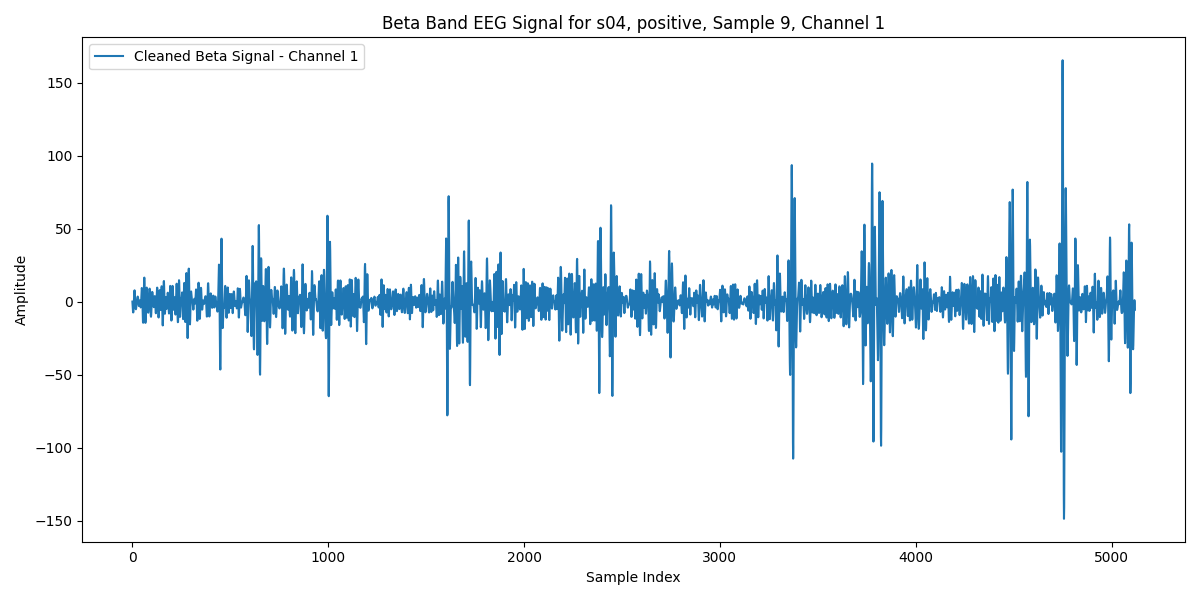 Beta Band EEG Signal for s04, positive, Sample 9, Channel 1
Cleaned Beta Signal - Channel 1
150
100
50
0
−50
−100
−150
Amplitude
0 1000 2000 3000 4000 5000
Sample Index